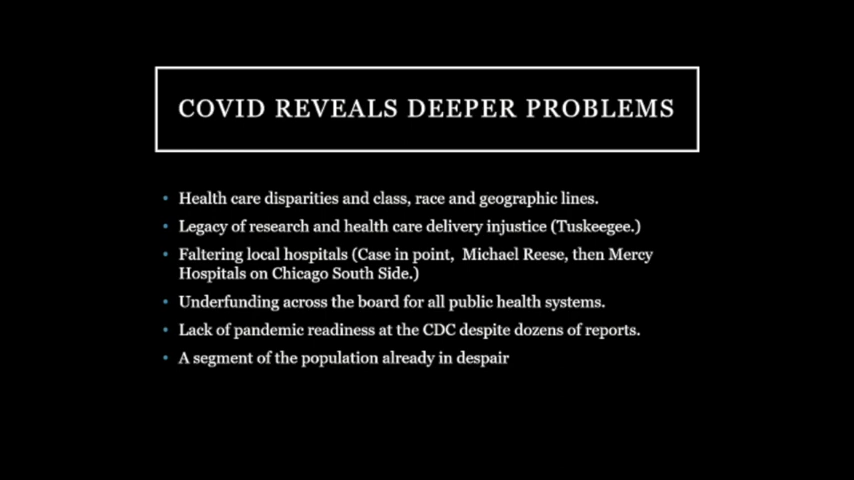 COVID REVEALS DEEPER PROBLEMS
• Health care disparities and class, race and geographic lines.
• Legacy of research and health care delivery injustice (Tuskeegee.)
• Faltering local hospitals (Case in point, Michael Reese, then Mercy
Hospitals on Chicago South Side.)
• Underfunding across the board for all public health systems.
• Lack of pandemic readiness at the CDC despite dozens of reports.
• A segment of the population already in despair